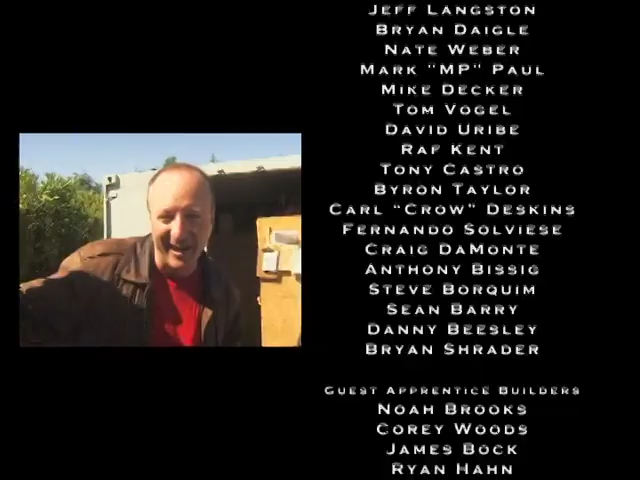 Jeff Langston
Bryan Daigle
Nate Weber
Mark "MP" Paul
Mike Decker
Tom Vogel
David Uribe
Raf Kent
Tony Castro
Byron Taylor
Carl "Crow" Deskins
Fernando Solviese
Craig DaMonte
Anthony Bissig
Steve Borquim
Sean Barry
Danny Beesley
Bryan Shrader
Guest Apprentice Builders
Noah Brooks
Corey Woods
James Bock
Ryan Hahn